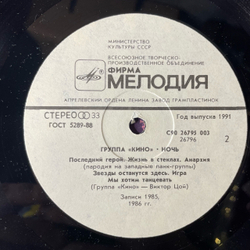 МИНИСТЕРСТВО
КУЛЬТУРЫ СССР
ВСЕСОЮЗНОЕ ТВОРЧЕСКО-
ПРОИЗВОДСТВЕННОЕ ОБЪЕДИНЕНИЕ
ФИРМА
МЕЛОДИЯ
АПРЕЛЕВСКИЙ ОРДЕНА ЛЕНИНА ЗАВОД ГРАМПЛАСТИНОК
СТЕРЕО 33
Год выпуска 1991
ГОСТ 5289-88
С90 26795 003
26796
2
ГРУППА «КИНО» • НОЧЬ
Последний герой. Жизнь в стеклах. Анархия
(пародия на западные панк-группы)
Звезды останутся здесь. Игра
Мы хотим танцевать
(Группа «Кино» — Виктор Цой)
Записи 1985,
1986 гг.